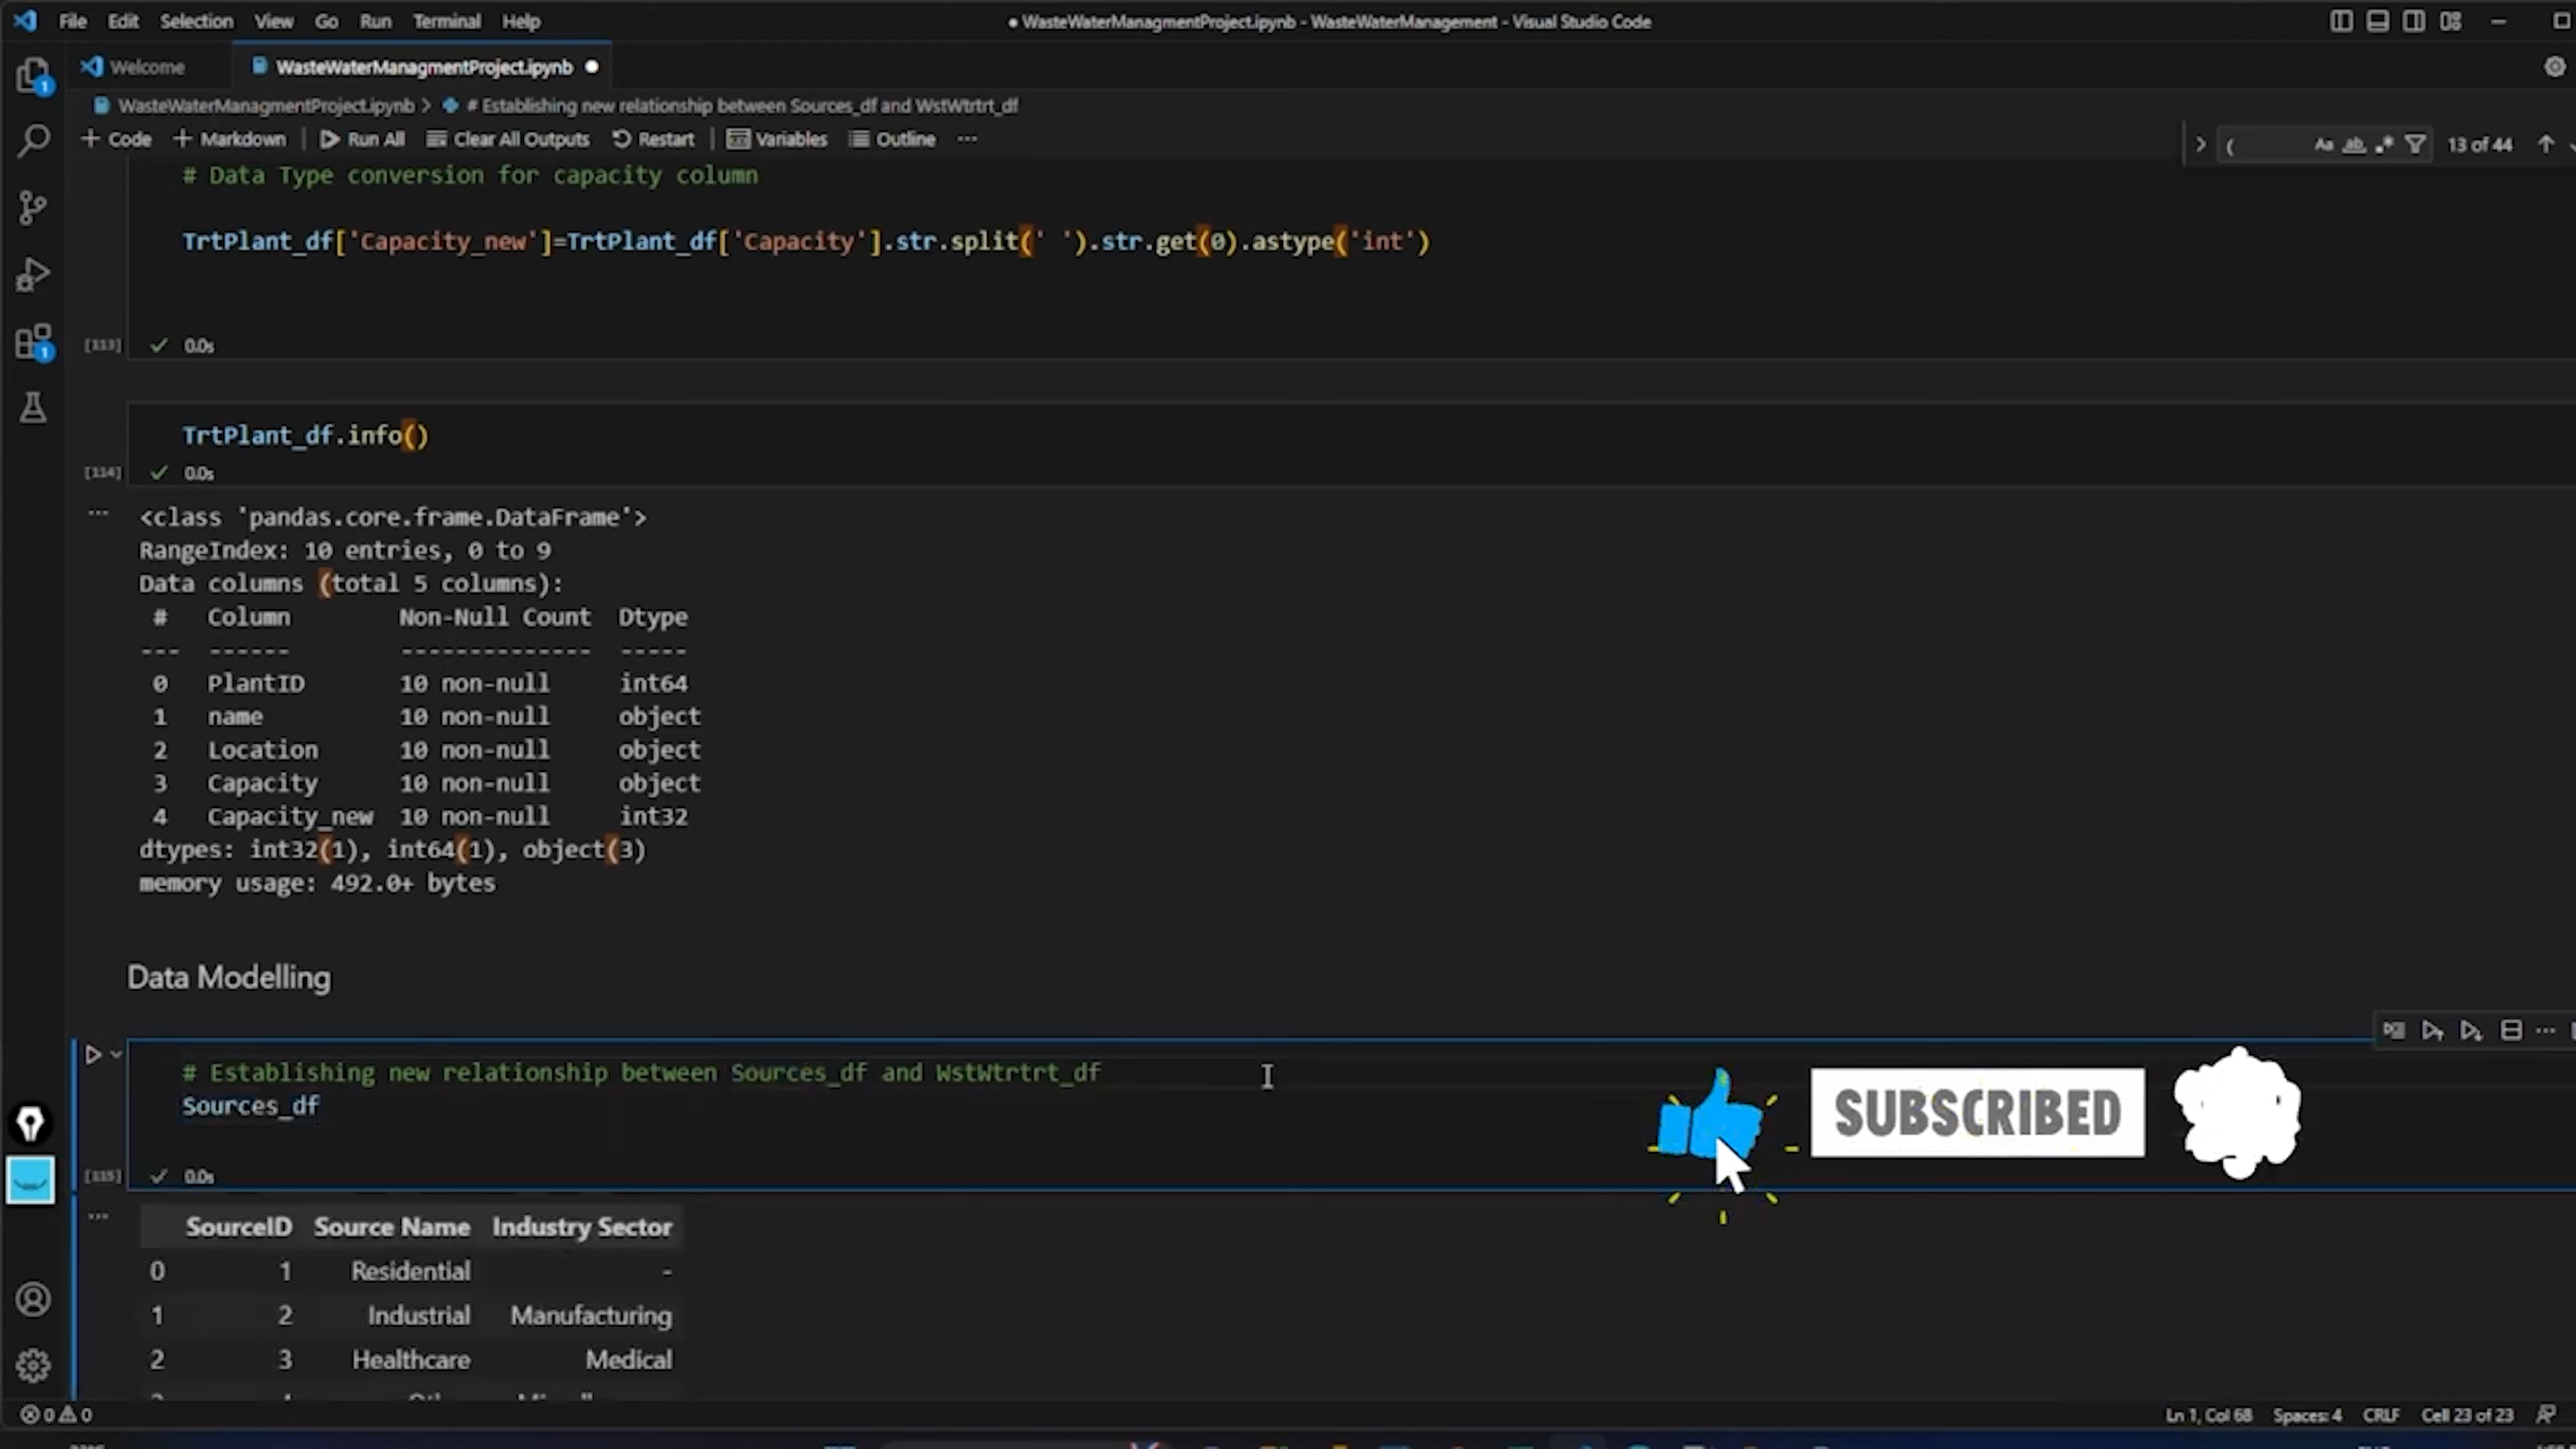 File Edit Selection View Go Run Terminal Help
● WasteWaterManagmentProject.ipynb - WasteWaterManagement - Visual Studio Code
Welcome
WasteWaterManagmentProject.ipynb ●
WasteWaterManagmentProject.ipynb > # Establishing new relationship between Sources_df and WstWtrtrt_df
+ Code + Markdown | Run All Clear All Outputs Restart | Variables Outline ...
( Aa ab 13 of 44
# Data Type conversion for capacity column
TrtPlant_df['Capacity_new']=TrtPlant_df['Capacity'].str.split(' ').str.get(0).astype('int')
[113] 0.0s
TrtPlant_df.info()
[114] 0.0s
<class 'pandas.core.frame.DataFrame'>
RangeIndex: 10 entries, 0 to 9
Data columns (total 5 columns):
# Column Non-Null Count Dtype
--- ------ -------------- -----
0 PlantID 10 non-null int64
1 name 10 non-null object
2 Location 10 non-null object
3 Capacity 10 non-null object
4 Capacity_new 10 non-null int32
dtypes: int32(1), int64(1), object(3)
memory usage: 492.0+ bytes
Data Modelling
# Establishing new relationship between Sources_df and WstWtrtrt_df
Sources_df
[115] 0.0s
SUBSCRIBED
SourceID Source Name Industry Sector
0 1 Residential -
1 2 Industrial Manufacturing
2 3 Healthcare Medical
0 0
Ln 1, Col 68 Spaces: 4 CRLF Cell 23 of 23